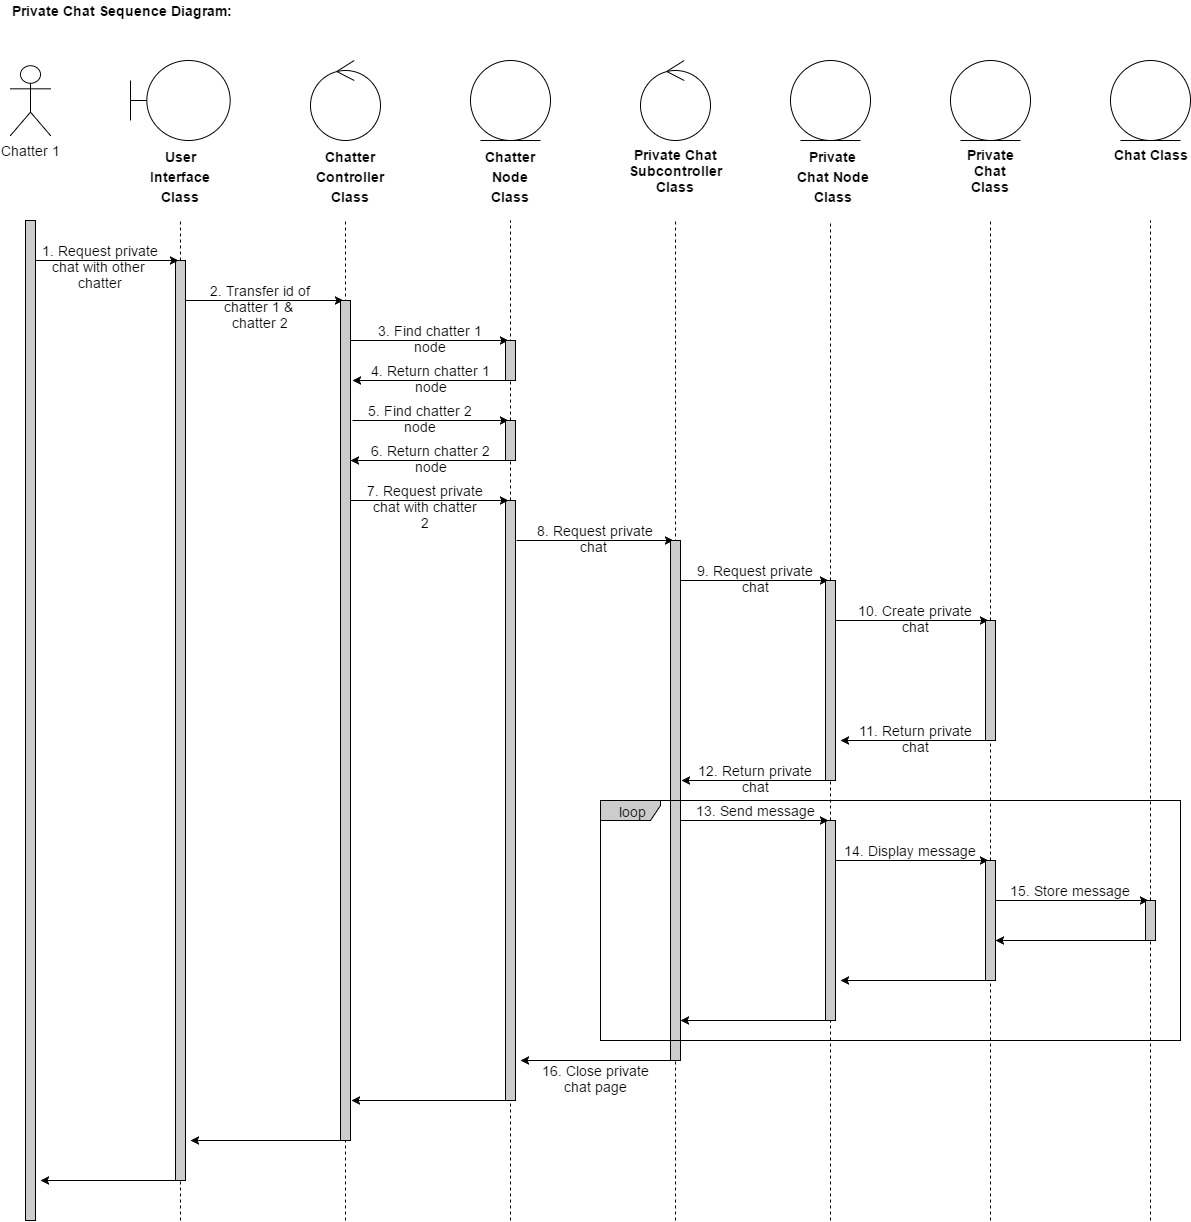 Private Chat Sequence Diagram:
Chatter 1
User
Interface
Class
Chatter
Controller
Class
Chatter
Node
Class
Private Chat
Subcontroller
Class
Private
Chat Node
Class
Private
Chat
Class
Chat Class
1. Request private
chat with other
chatter
2. Transfer id of
chatter 1 &
chatter 2
3. Find chatter 1
node
4. Return chatter 1
node
5. Find chatter 2
node
6. Return chatter 2
node
7. Request private
chat with chatter
2
8. Request private
chat
9. Request private
chat
10. Create private
chat
11. Return private
chat
12. Return private
chat
loop
13. Send message
14. Display message
15. Store message
16. Close private
chat page